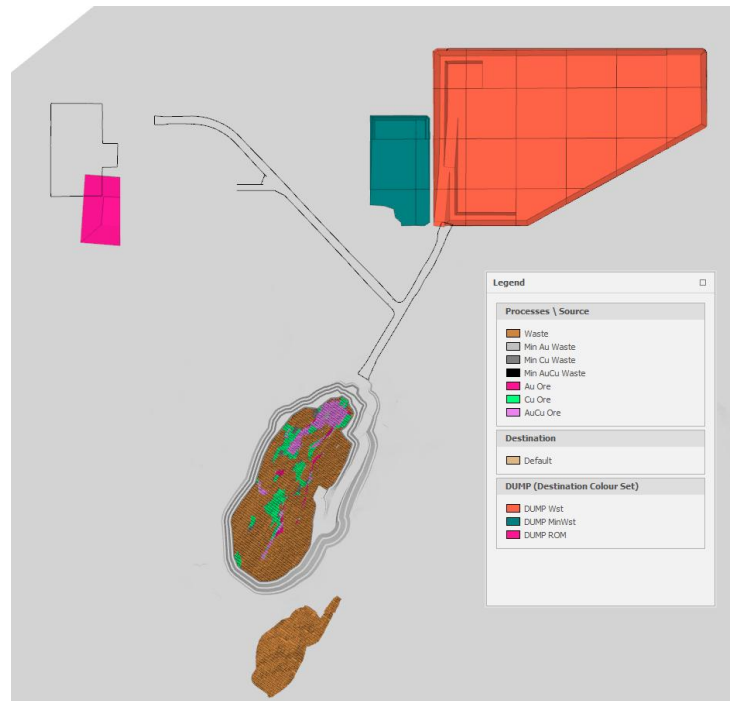 Legend
Processes \ Source
Waste
Min Au Waste
Min Cu Waste
Min AuCu Waste
Au Ore
Cu Ore
AuCu Ore
Destination
Default
DUMP (Destination Colour Set)
DUMP Wst
DUMP MinWst
DUMP ROM